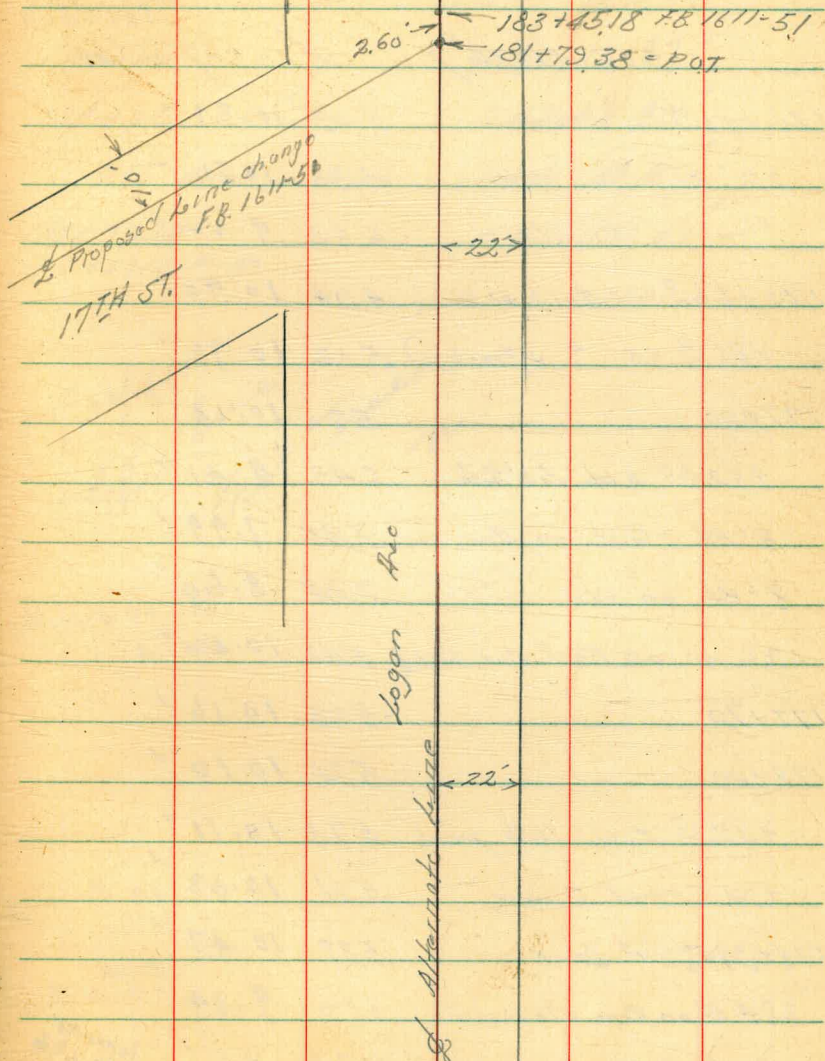 183+45.18 F.B. 1611-51
2.60'
181+79.38 = P.O.T.
10'
℄ Proposed Line change
F.B. 1611-51
17TH ST.
22'
Logan Ave
22'
℄ Alternate Line